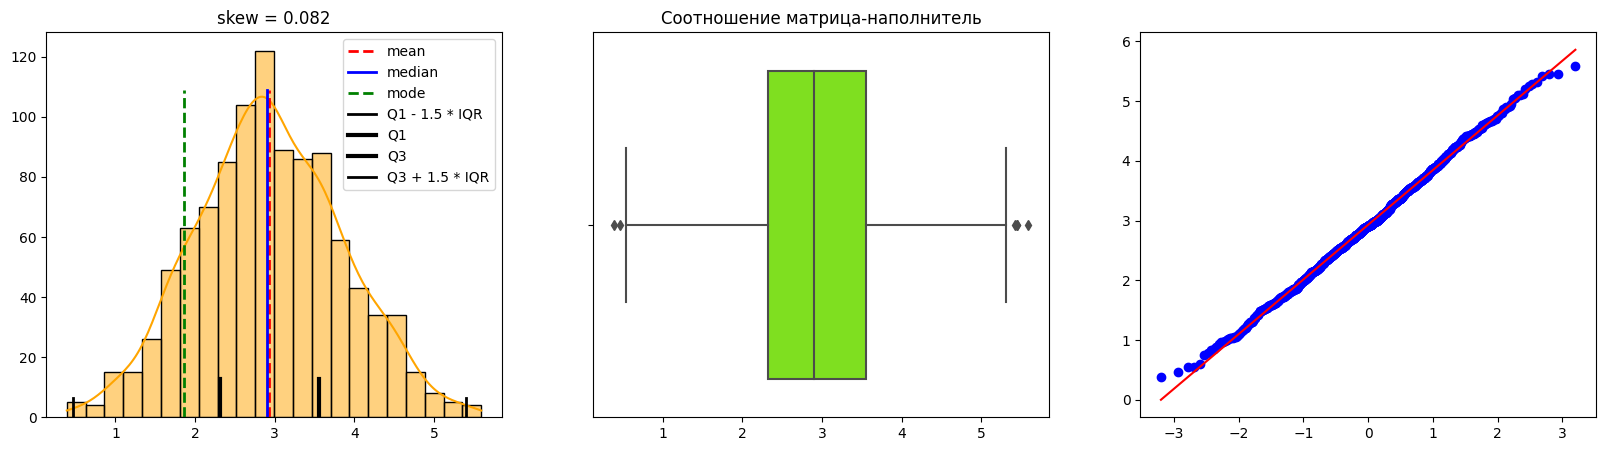 skew = 0.082
120
100
80
60
40
20
0
1 2 3 4 5
mean
median
mode
Q1 - 1.5 * IQR
Q1
Q3
Q3 + 1.5 * IQR
Соотношение матрица-наполнитель
1 2 3 4 5
6
5
4
3
2
1
0
−3 −2 −1 0 1 2 3